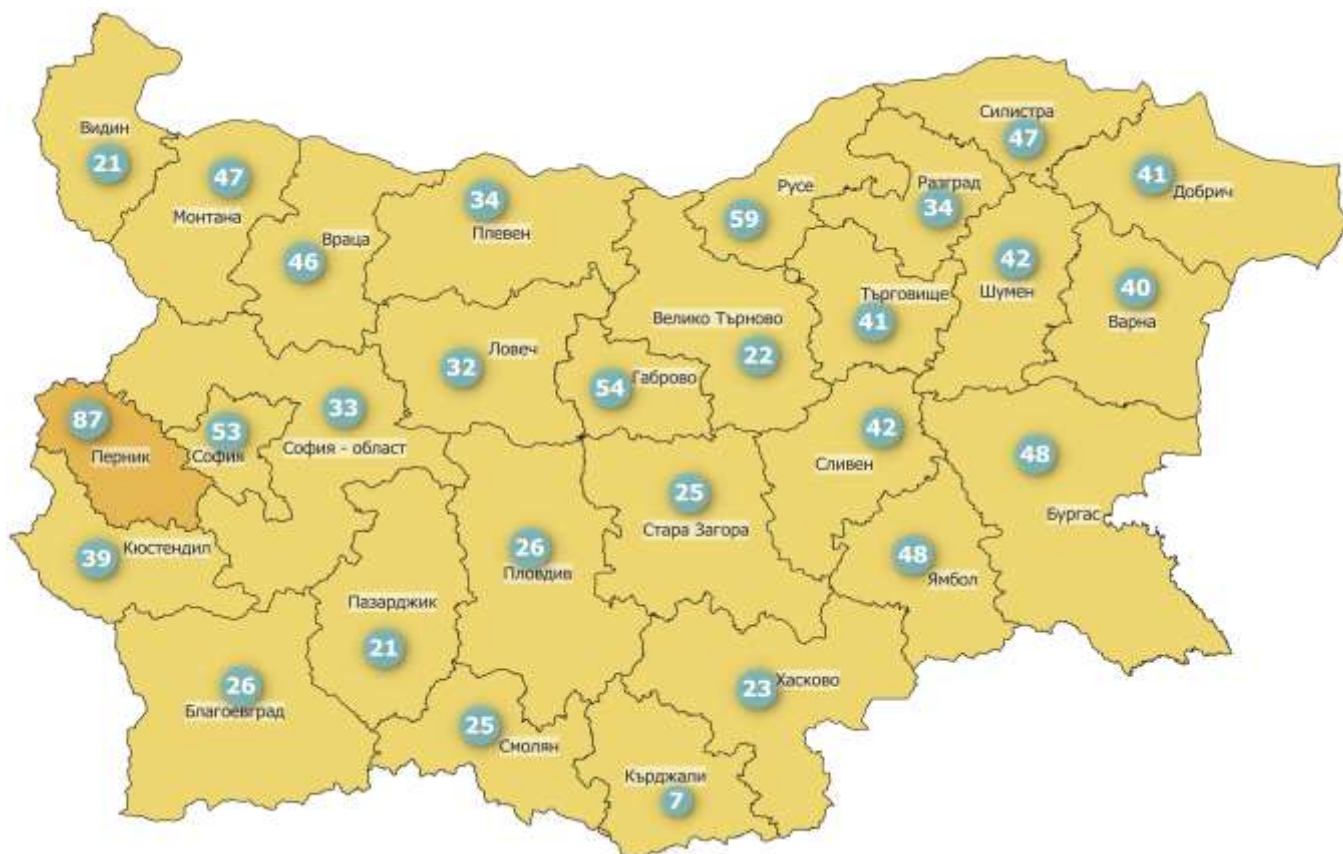 Видин
21
47
Монтана
Враца
46
34
Плевен
Русе
59
Разград
34
Силистра
47
41
Добрич
42
Шумен
40
Варна
Търговище
41
Велико Търново
22
54
Габрово
Ловеч
32
33
София - област
53
София
87
Перник
39
Кюстендил
26
Благоевград
Пазарджик
21
26
Пловдив
25
Стара Загора
42
Сливен
48
Ямбол
48
Бургас
23
Хасково
25
Смолян
Кърджали
7